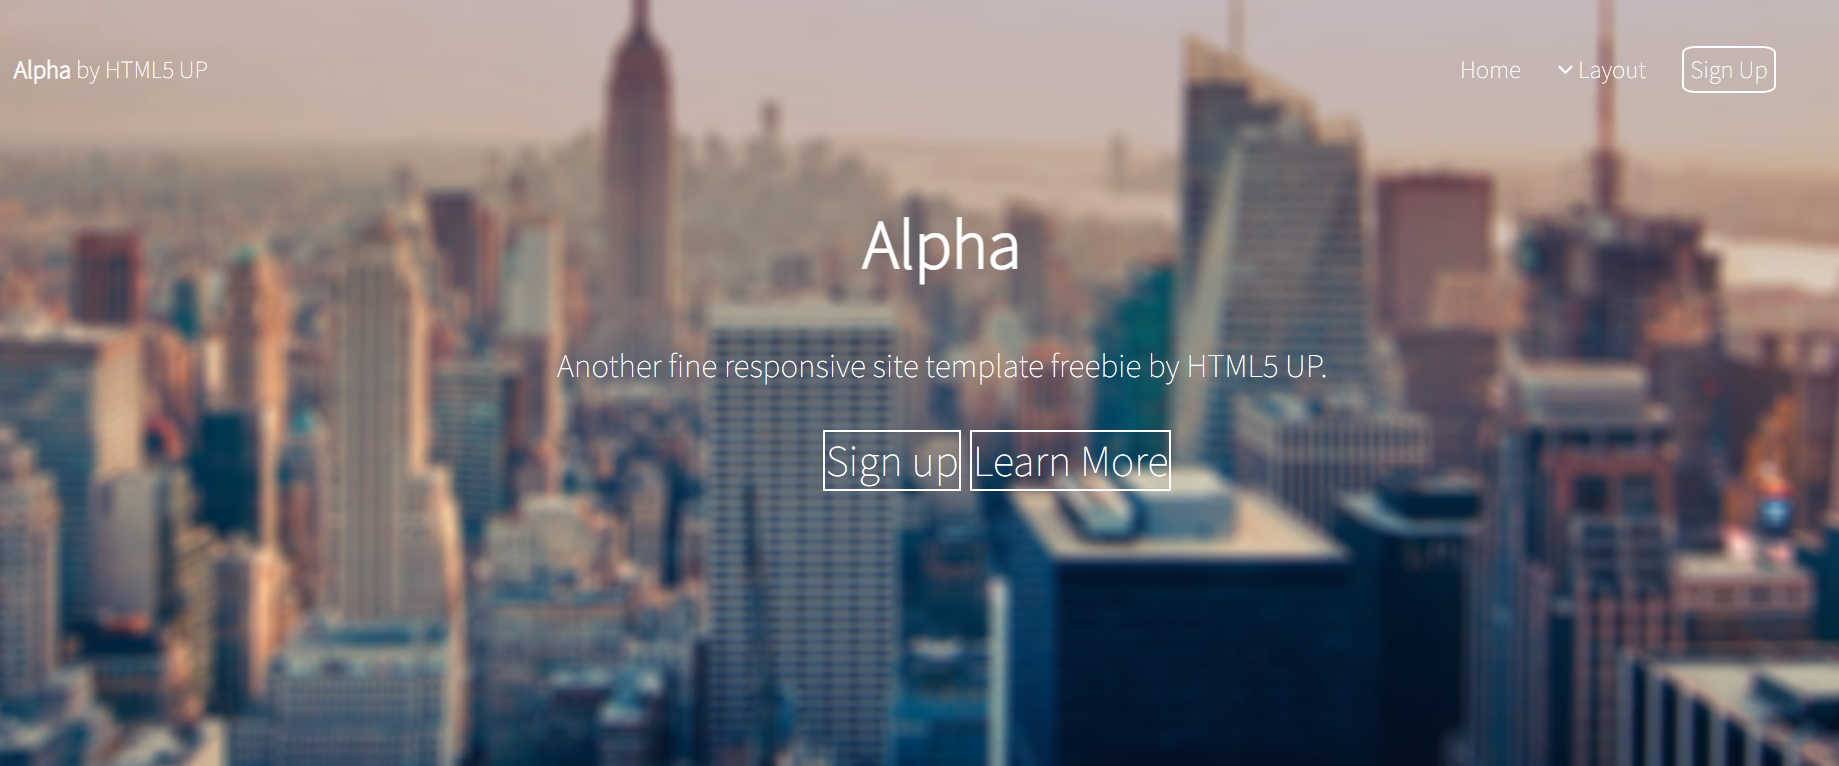 Alpha by HTML5 UP
Home Layout Sign Up
Alpha
Another fine responsive site template freebie by HTML5 UP.
Sign up Learn More